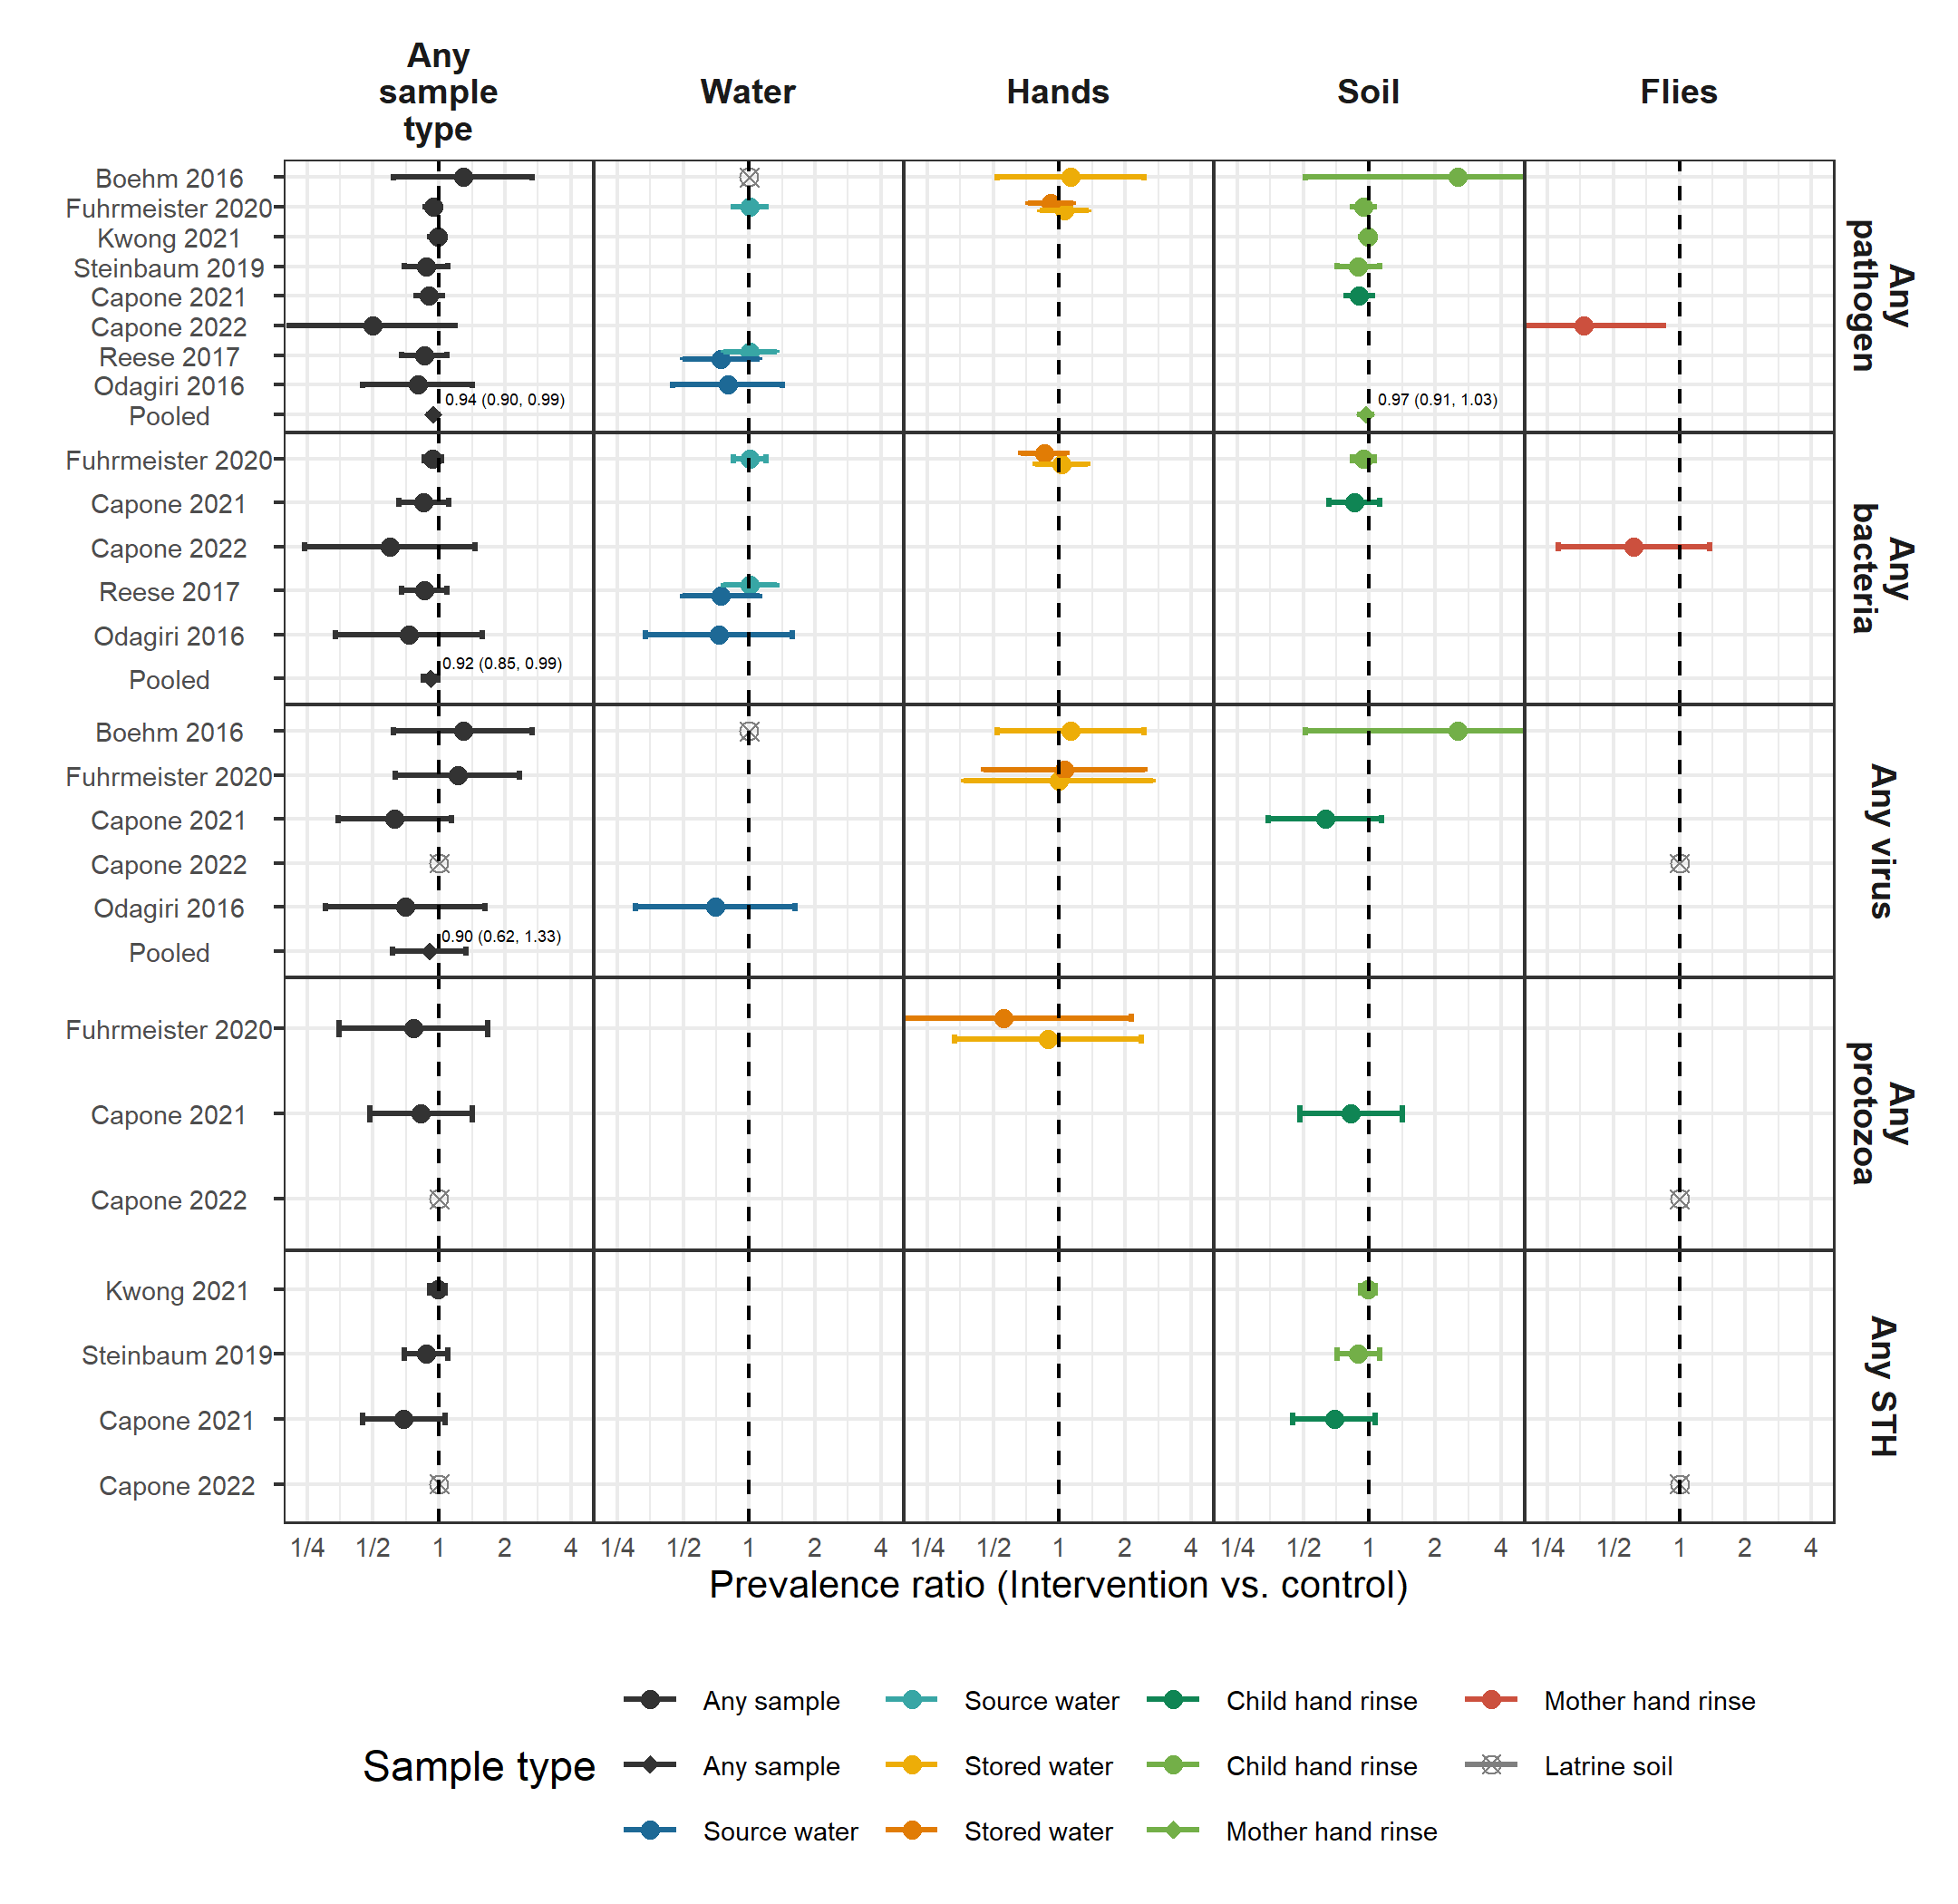 Any
sample
type
Water
Hands
Soil
Flies
Boehm 2016
Fuhrmeister 2020
Kwong 2021
Steinbaum 2019
Capone 2021
Capone 2022
Reese 2017
Odagiri 2016
Pooled
0.94 (0.90, 0.99)
0.97 (0.91, 1.03)
Any
pathogen
Fuhrmeister 2020
Capone 2021
Capone 2022
Reese 2017
Odagiri 2016
Pooled
0.92 (0.85, 0.99)
Any
bacteria
Boehm 2016
Fuhrmeister 2020
Capone 2021
Capone 2022
Odagiri 2016
Pooled
0.90 (0.62, 1.33)
Any virus
Fuhrmeister 2020
Capone 2021
Capone 2022
Any
protozoa
Kwong 2021
Steinbaum 2019
Capone 2021
Capone 2022
Any STH
1/4 1/2 1 2 4 1/4 1/2 1 2 4 1/4 1/2 1 2 4 1/4 1/2 1 2 4 1/4 1/2 1 2 4
Prevalence ratio (Intervention vs. control)
Sample type
Any sample
Any sample
Source water
Source water
Stored water
Stored water
Child hand rinse
Child hand rinse
Mother hand rinse
Mother hand rinse
Latrine soil